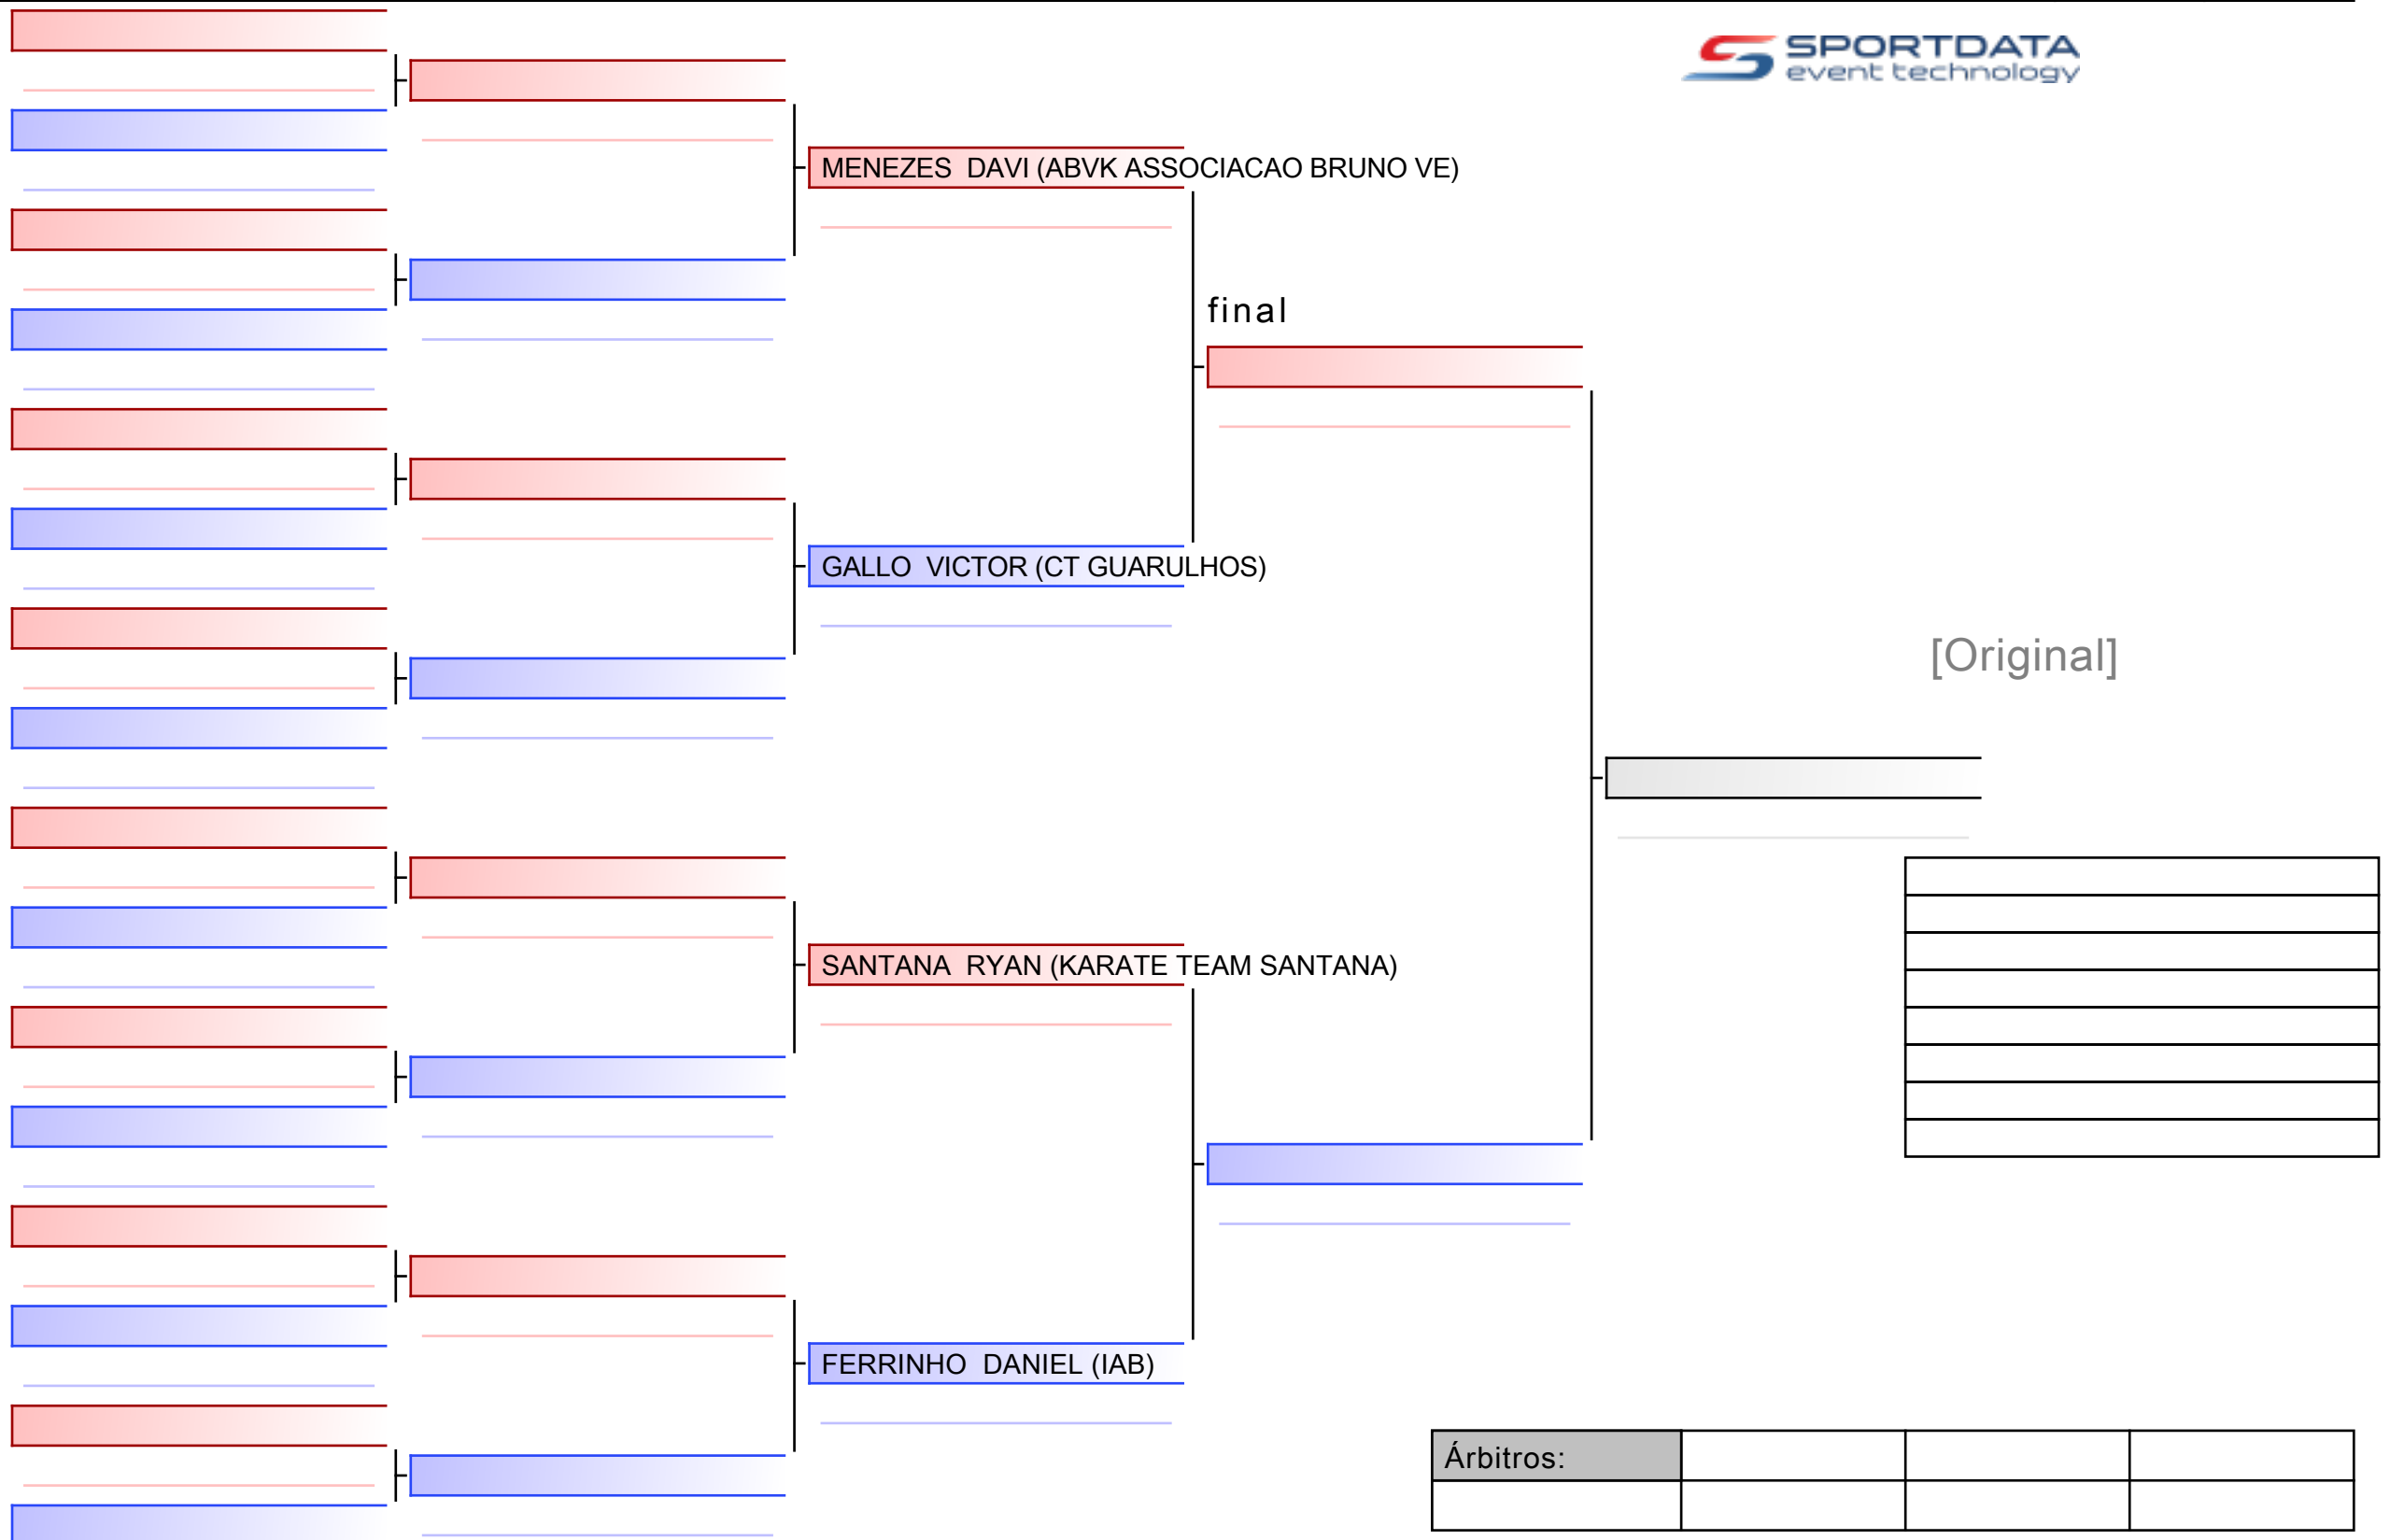 SPORTDATA
event technology
MENEZES  DAVI (ABVK ASSOCIACAO BRUNO VE)
final
GALLO  VICTOR (CT GUARULHOS)
[Original]
SANTANA  RYAN (KARATE TEAM SANTANA)
FERRINHO  DANIEL (IAB)
Árbitros: